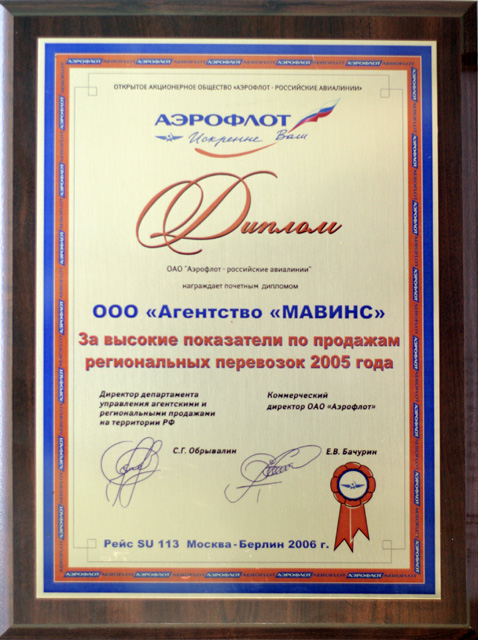 ОТКРЫТОЕ АКЦИОНЕРНОЕ ОБЩЕСТВО «АЭРОФЛОТ - РОССИЙСКИЕ АВИАЛИНИИ»
АЭРОФЛОТ
Искренне Ваш
Диплом
ОАО "Аэрофлот - российские авиалинии"
награждает почетным дипломом
ООО «Агентство «МАВИНС»
За высокие показатели по продажам
региональных перевозок 2005 года
Директор департамента
управления агентскими и
региональными продажами
на территории РФ
Коммерческий
директор ОАО «Аэрофлот»
С.Г. Обрывалин
Е.В. Бачурин
Рейс SU 113 Москва - Берлин 2006 г.